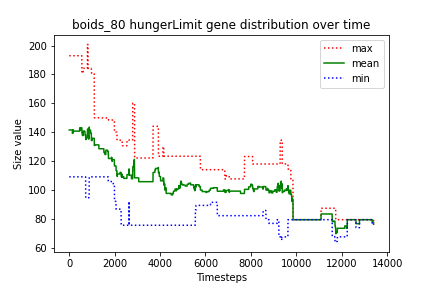 boids_80 hungerLimit gene distribution over time
max
mean
min
Size value
200
180
160
140
120
100
80
60
0 2000 4000 6000 8000 10000 12000 14000
Timesteps